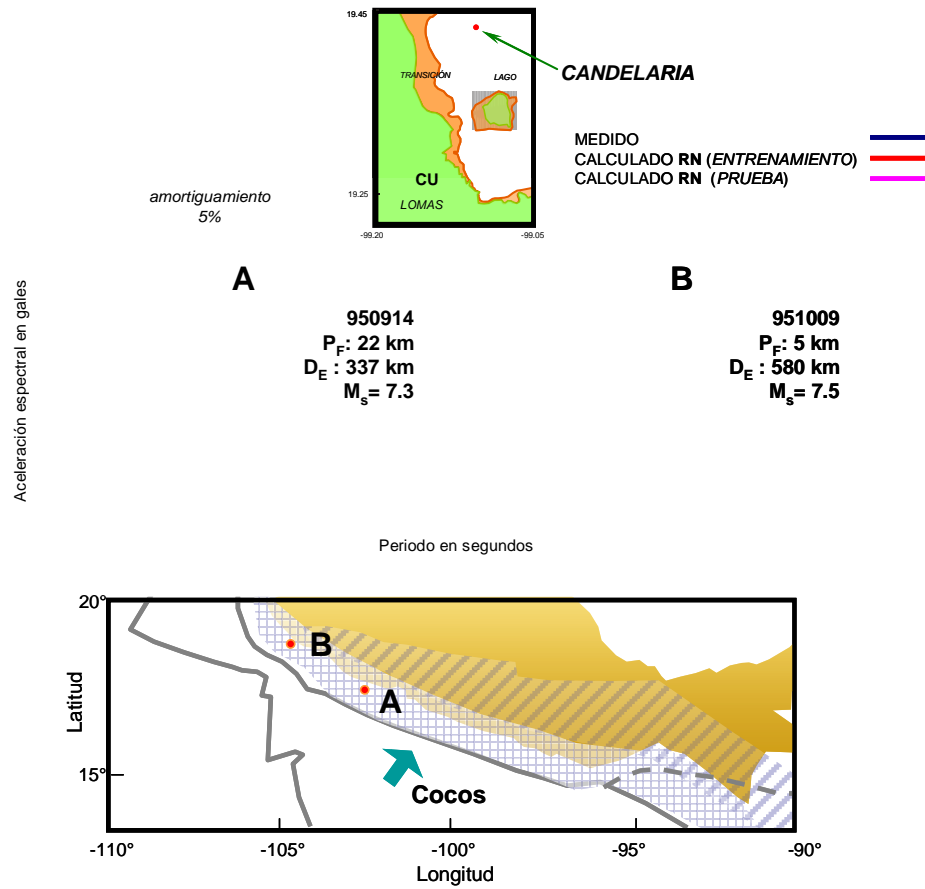 19.45
TRANSICIÓN
LAGO
CANDELARIA
MEDIDO
CALCULADO RN (ENTRENAMIENTO)
CALCULADO RN (PRUEBA)
CU
LOMAS
19.25
-99.20
-99.05
amortiguamiento
5%
Aceleración espectral en gales
A
950914
PF: 22 km
DE : 337 km
Ms= 7.3
B
951009
PF: 5 km
DE : 580 km
Ms= 7.5
Periodo en segundos
20°
15°
Latitud
B
A
Cocos
-110°
-105°
-100°
-95°
-90°
Longitud